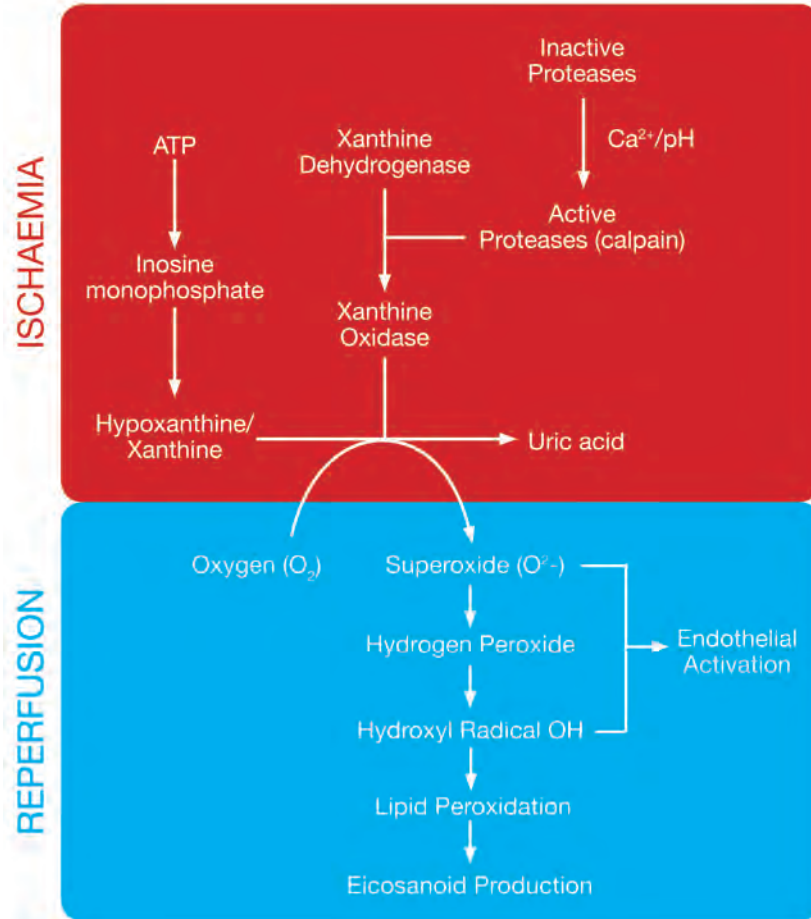 ISCHAEMIA
Inactive
Proteases
Ca²⁺/pH
ATP
Xanthine
Dehydrogenase
Active
Proteases (calpain)
Inosine
monophosphate
Xanthine
Oxidase
Hypoxanthine/
Xanthine
Uric acid
REPERFUSION
Oxygen (O₂)
Superoxide (O²-)
Hydrogen Peroxide
Endothelial
Activation
Hydroxyl Radical OH
Lipid Peroxidation
Eicosanoid Production